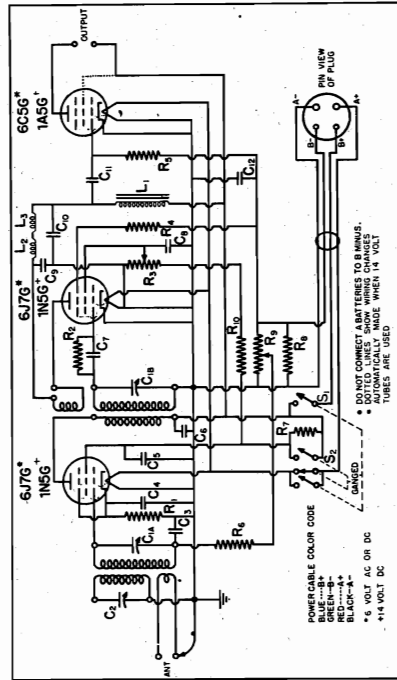 OUTPUT
6J7G*
1N5G+
6J7G*
1N5G+
6C5G*
1A5G+
L2
L3
C9
C10
C11
R2
C7
C2
C1A
R1
C3
C4
C5
C6
C1B
R3
C8
R4
L1
R5
C12
ANT
R6
R10
R9
R8
R7
S2
S1
GANGED
PIN VIEW
OF PLUG
A-
B-
B+
A+
POWER CABLE COLOR CODE
BLUE----B+
GREEN--B-
RED-----A+
BLACK--A-
*6 VOLT AC OR DC
+14 VOLT DC
• DO NOT CONNECT A BATTERIES TO B MINUS.
• DOTTED LINES SHOW WIRING CHANGES
AUTOMATICALLY MADE WHEN 14 VOLT
TUBES ARE USED